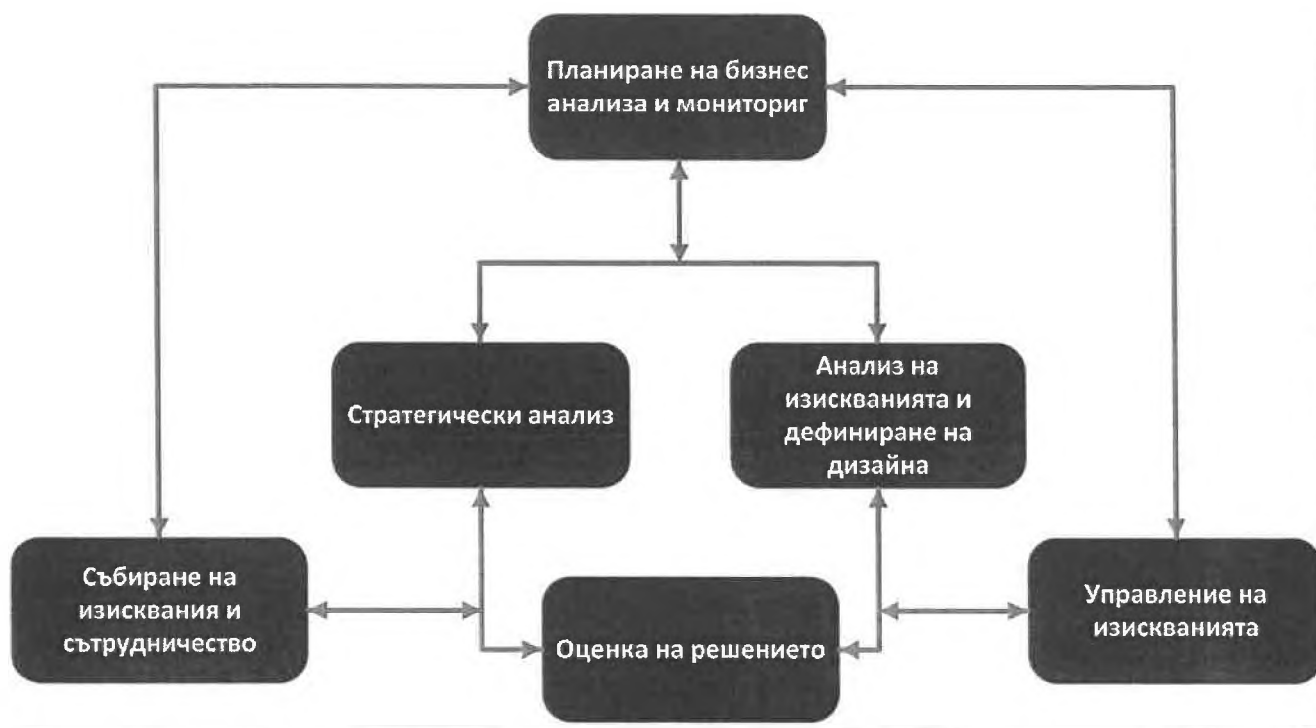 Планиране на бизнес
анализа и мониториг
Стратегически анализ
Анализ на
изискванията и
дефиниране на
дизайна
Събиране на
изисквания и
сътрудничество
Оценка на решението
Управление на
изискванията